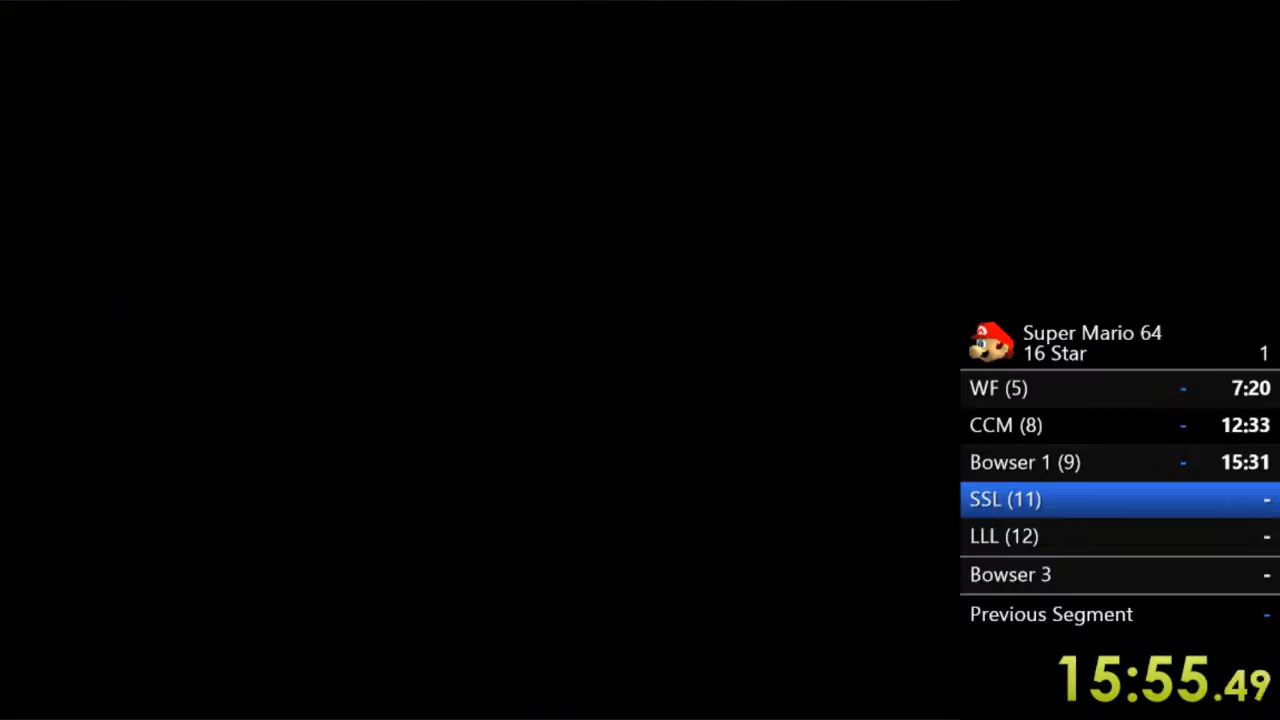 Super Mario 64
16 Star 1
WF (5) - 7:20
CCM (8) - 12:33
Bowser 1 (9) - 15:31
SSL (11) -
LLL (12) -
Bowser 3 -
Previous Segment -
15:55.49